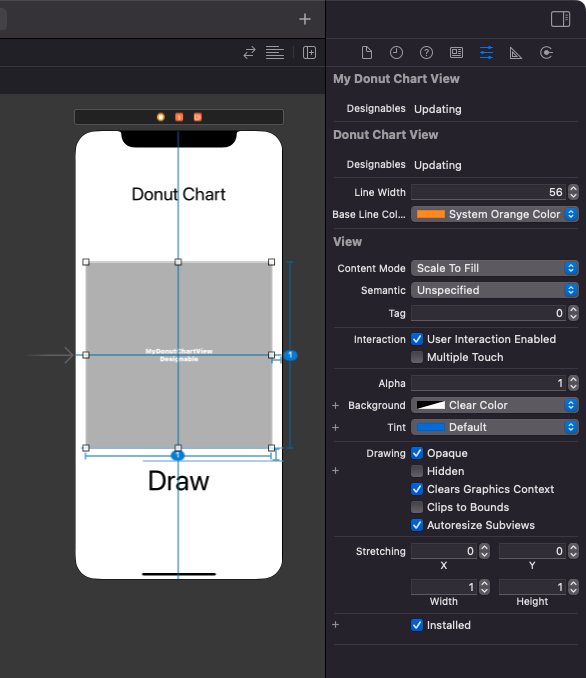 My Donut Chart View
Designables Updating
Donut Chart View
Designables Updating
Line Width 56
Base Line Col... System Orange Color
View
Content Mode Scale To Fill
Semantic Unspecified
Tag 0
Interaction User Interaction Enabled
Multiple Touch
Alpha 1
+ Background Clear Color
+ Tint Default
Drawing Opaque
+ Hidden
Clears Graphics Context
Clips to Bounds
Autoresize Subviews
Stretching 0 0
X Y
1 1
Width Height
+ Installed
Donut Chart
MyDonutChartView
Designable
1
1
Draw